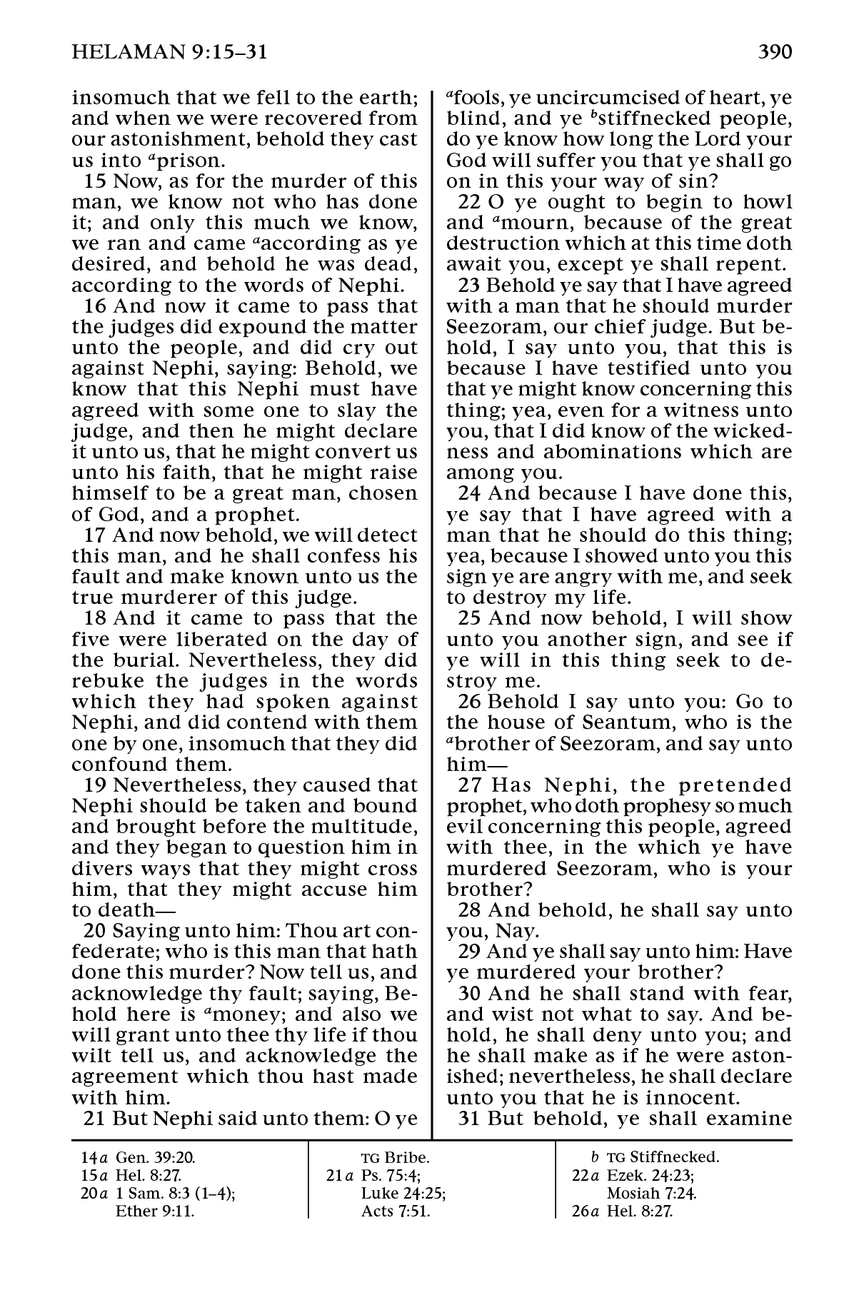 HELAMAN 9:15–31 390
insomuch that we fell to the earth;
and when we were recovered from
our astonishment, behold they cast
us into aprison.
15 Now, as for the murder of this
man, we know not who has done
it; and only this much we know,
we ran and came aaccording as ye
desired, and behold he was dead,
according to the words of Nephi.
16 And now it came to pass that
the judges did expound the matter
unto the people, and did cry out
against Nephi, saying: Behold, we
know that this Nephi must have
agreed with some one to slay the
judge, and then he might declare
it unto us, that he might convert us
unto his faith, that he might raise
himself to be a great man, chosen
of God, and a prophet.
17 And now behold, we will detect
this man, and he shall confess his
fault and make known unto us the
true murderer of this judge.
18 And it came to pass that the
five were liberated on the day of
the burial. Nevertheless, they did
rebuke the judges in the words
which they had spoken against
Nephi, and did contend with them
one by one, insomuch that they did
confound them.
19 Nevertheless, they caused that
Nephi should be taken and bound
and brought before the multitude,
and they began to question him in
divers ways that they might cross
him, that they might accuse him
to death—
20 Saying unto him: Thou art con-
federate; who is this man that hath
done this murder? Now tell us, and
acknowledge thy fault; saying, Be-
hold here is amoney; and also we
will grant unto thee thy life if thou
wilt tell us, and acknowledge the
agreement which thou hast made
with him.
21 But Nephi said unto them: O ye
afools, ye uncircumcised of heart, ye
blind, and ye bstiffnecked people,
do ye know how long the Lord your
God will suffer you that ye shall go
on in this your way of sin?
22 O ye ought to begin to howl
and amourn, because of the great
destruction which at this time doth
await you, except ye shall repent.
23 Behold ye say that I have agreed
with a man that he should murder
Seezoram, our chief judge. But be-
hold, I say unto you, that this is
because I have testified unto you
that ye might know concerning this
thing; yea, even for a witness unto
you, that I did know of the wicked-
ness and abominations which are
among you.
24 And because I have done this,
ye say that I have agreed with a
man that he should do this thing;
yea, because I showed unto you this
sign ye are angry with me, and seek
to destroy my life.
25 And now behold, I will show
unto you another sign, and see if
ye will in this thing seek to de-
stroy me.
26 Behold I say unto you: Go to
the house of Seantum, who is the
abrother of Seezoram, and say unto
him—
27 Has Nephi, the pretended
prophet, who doth prophesy so much
evil concerning this people, agreed
with thee, in the which ye have
murdered Seezoram, who is your
brother?
28 And behold, he shall say unto
you, Nay.
29 And ye shall say unto him: Have
ye murdered your brother?
30 And he shall stand with fear,
and wist not what to say. And be-
hold, he shall deny unto you; and
he shall make as if he were aston-
ished; nevertheless, he shall declare
unto you that he is innocent.
31 But behold, ye shall examine
14a Gen. 39:20.
15a Hel. 8:27.
20a 1 Sam. 8:3 (1–4);
Ether 9:11.
TG Bribe.
21a Ps. 75:4;
Luke 24:25;
Acts 7:51.
b TG Stiffnecked.
22a Ezek. 24:23;
Mosiah 7:24.
26a Hel. 8:27.